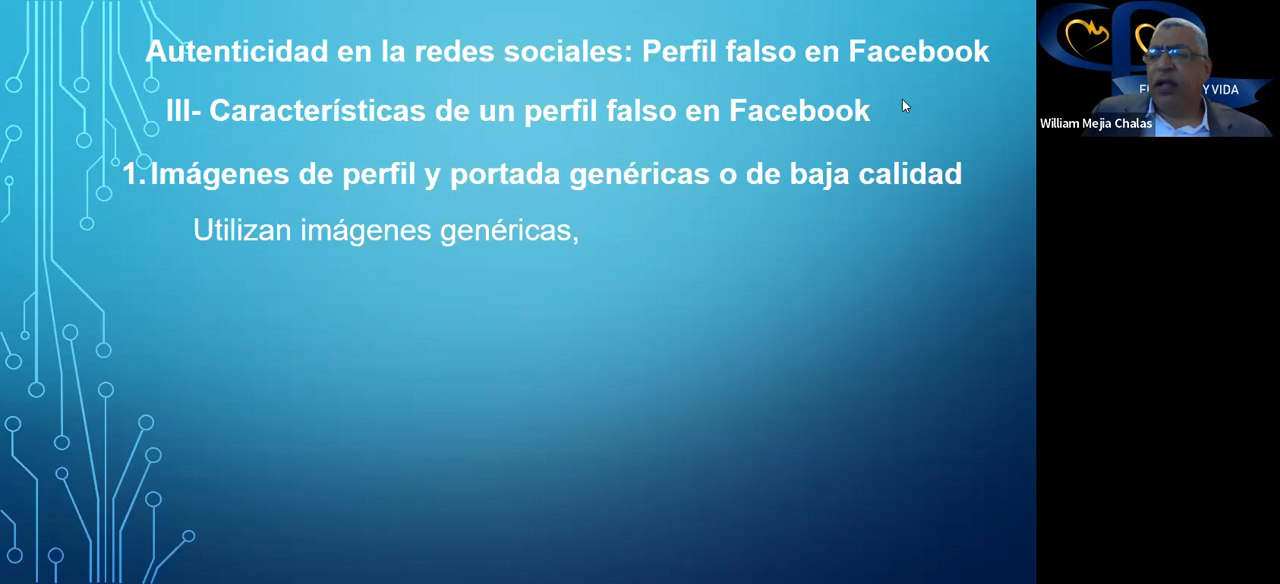 Autenticidad en la redes sociales: Perfil falso en Facebook
III- Características de un perfil falso en Facebook
1. Imágenes de perfil y portada genéricas o de baja calidad
Utilizan imágenes genéricas,
Y VIDA
William Mejia Chalas